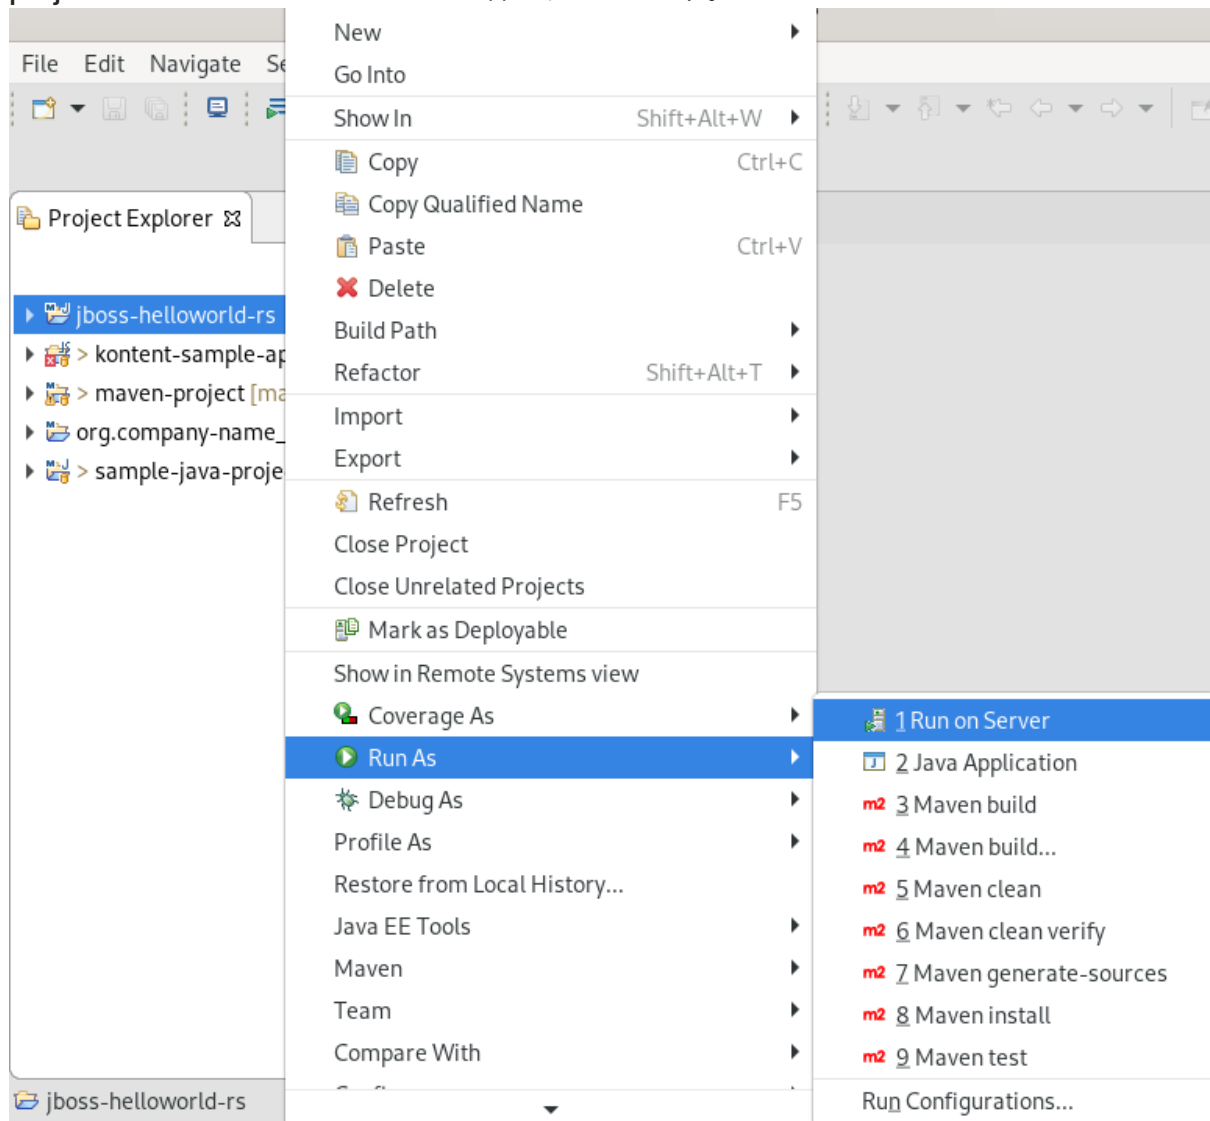 New
File Edit Navigate
Go Into
Show In Shift+Alt+W
Copy Ctrl+C
Copy Qualified Name
Project Explorer
Paste Ctrl+V
Delete
jboss-helloworld-rs
Build Path
> kontent-sample-ap
Refactor Shift+Alt+T
> maven-project [ma
Import
org.company-name_
Export
> sample-java-proje
Refresh F5
Close Project
Close Unrelated Projects
Mark as Deployable
Show in Remote Systems view
Coverage As
1 Run on Server
Run As
2 Java Application
Debug As
m2 3 Maven build
Profile As
m2 4 Maven build...
Restore from Local History...
m2 5 Maven clean
Java EE Tools
m2 6 Maven clean verify
Maven
m2 7 Maven generate-sources
Team
m2 8 Maven install
Compare With
m2 9 Maven test
jboss-helloworld-rs
Run Configurations...